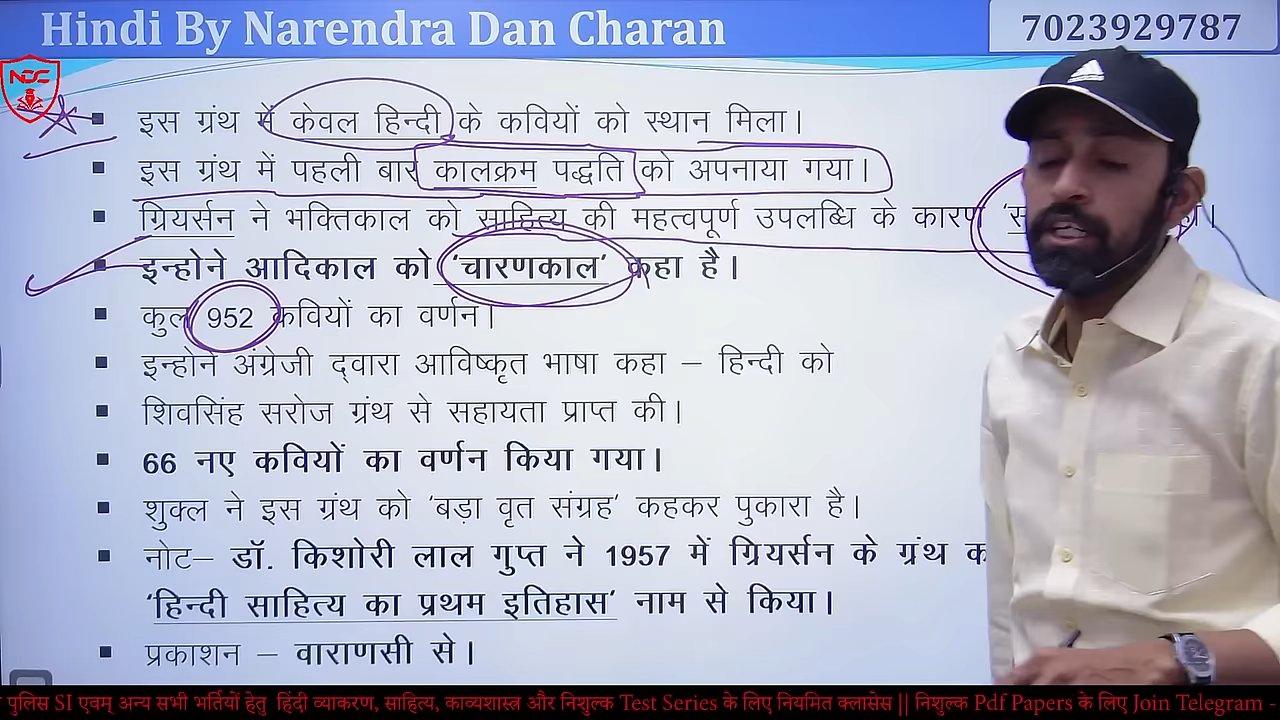 Hindi By Narendra Dan Charan
7023929787
NDC
इस ग्रंथ में केवल हिन्दी के कवियों को स्थान मिला।
इस ग्रंथ में पहली बार कालक्रम पद्धति को अपनाया गया।
ग्रियर्सन ने भक्तिकाल को साहित्य की महत्वपूर्ण उपलब्धि के कारण
इन्होने आदिकाल को 'चारणकाल' कहा है।
कुल 952 कवियों का वर्णन।
इन्होने अंग्रेजी द्वारा आविष्कृत भाषा कहा – हिन्दी को
शिवसिंह सरोज ग्रंथ से सहायता प्राप्त की।
66 नए कवियों का वर्णन किया गया।
शुक्ल ने इस ग्रंथ को 'बड़ा वृत संग्रह' कहकर पुकारा है।
नोट– डॉ. किशोरी लाल गुप्त ने 1957 में ग्रियर्सन के ग्रंथ
'हिन्दी साहित्य का प्रथम इतिहास' नाम से किया।
प्रकाशन – वाराणसी से।
पुलिस SI एवम् अन्य सभी भर्तियों हेतु हिंदी व्याकरण, साहित्य, काव्यशास्त्र और निशुल्क Test Series के लिए नियमित क्लासेस || निशुल्क Pdf Papers के लिए Join Telegram -